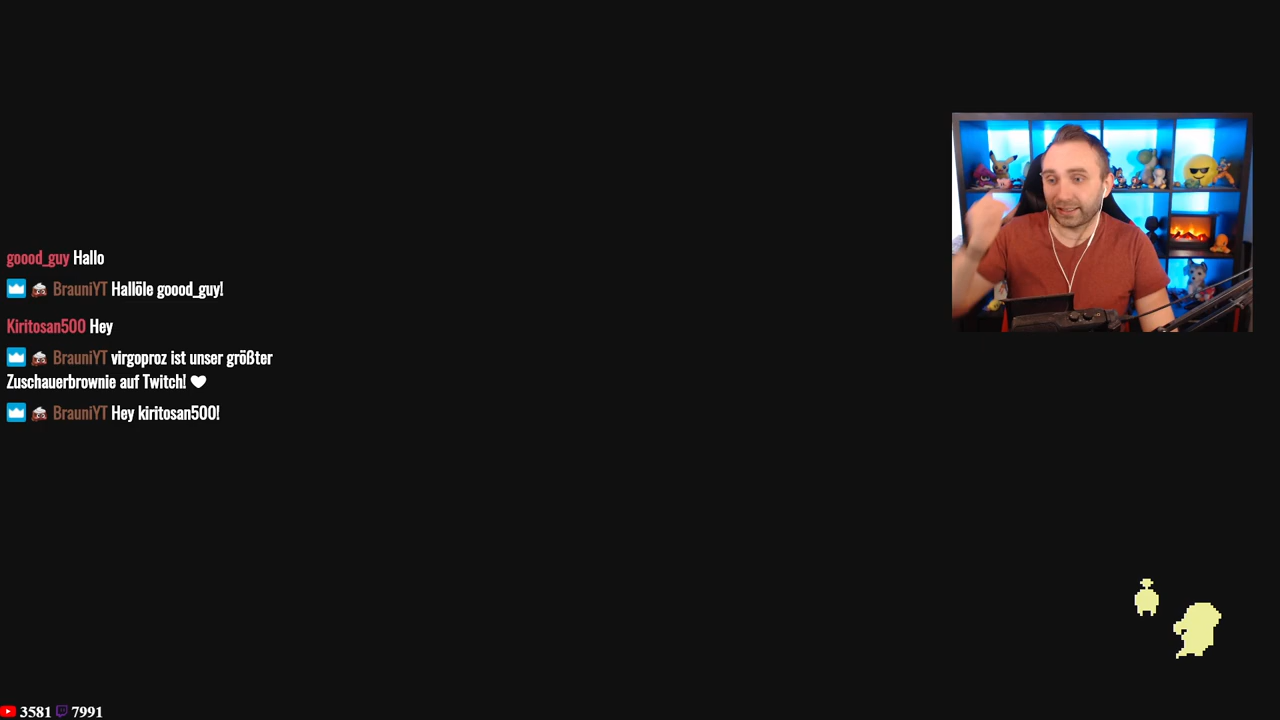 goood_guy Hallo
BrauniYT Hallöle goood_guy!
Kiritosan500 Hey
BrauniYT virgoproz ist unser größter
Zuschauerbrownie auf Twitch! ♥
BrauniYT Hey kiritosan500!
3581 7991